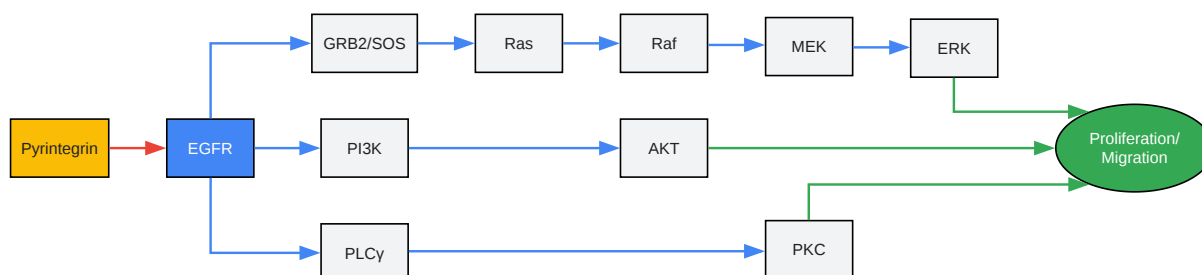 GRB2/SOS
Ras
Raf
MEK
ERK
Pyrintegrin
EGFR
PI3K
AKT
Proliferation/
Migration
PLCγ
PKC